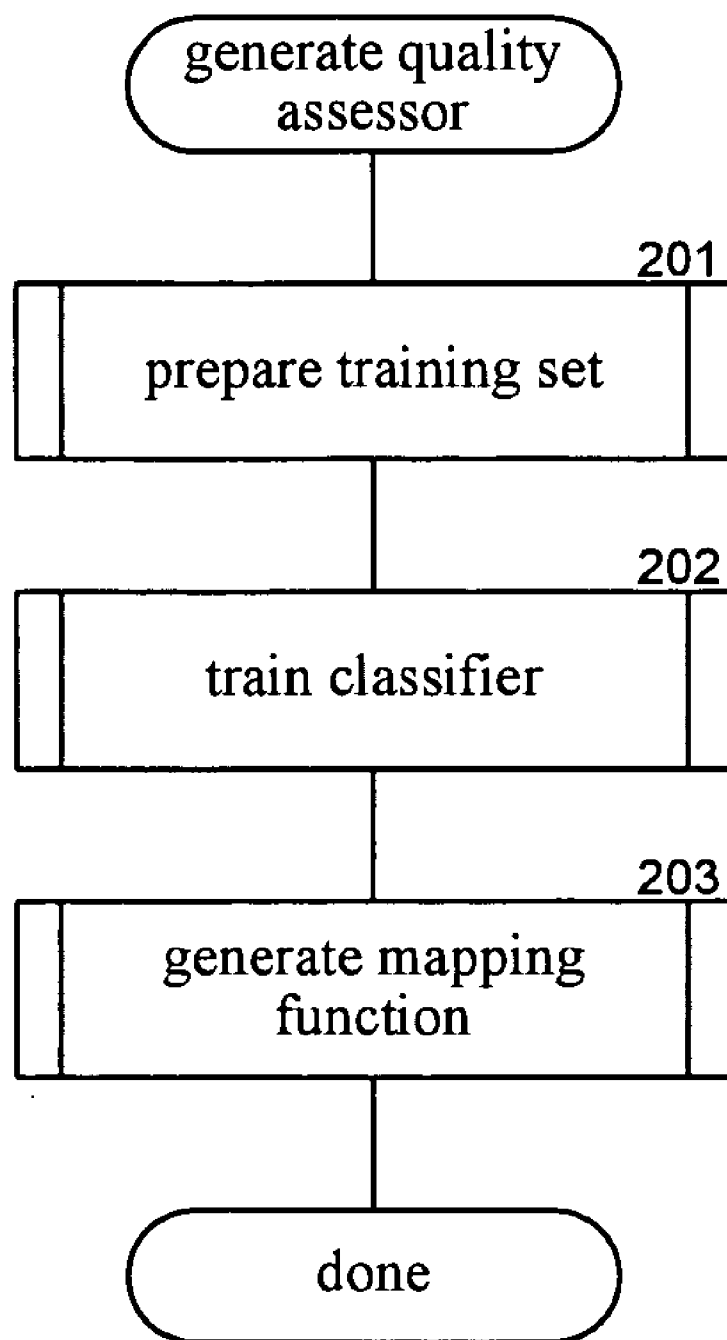 generate quality
assessor
201
prepare training set
202
train classifier
203
generate mapping
function
done